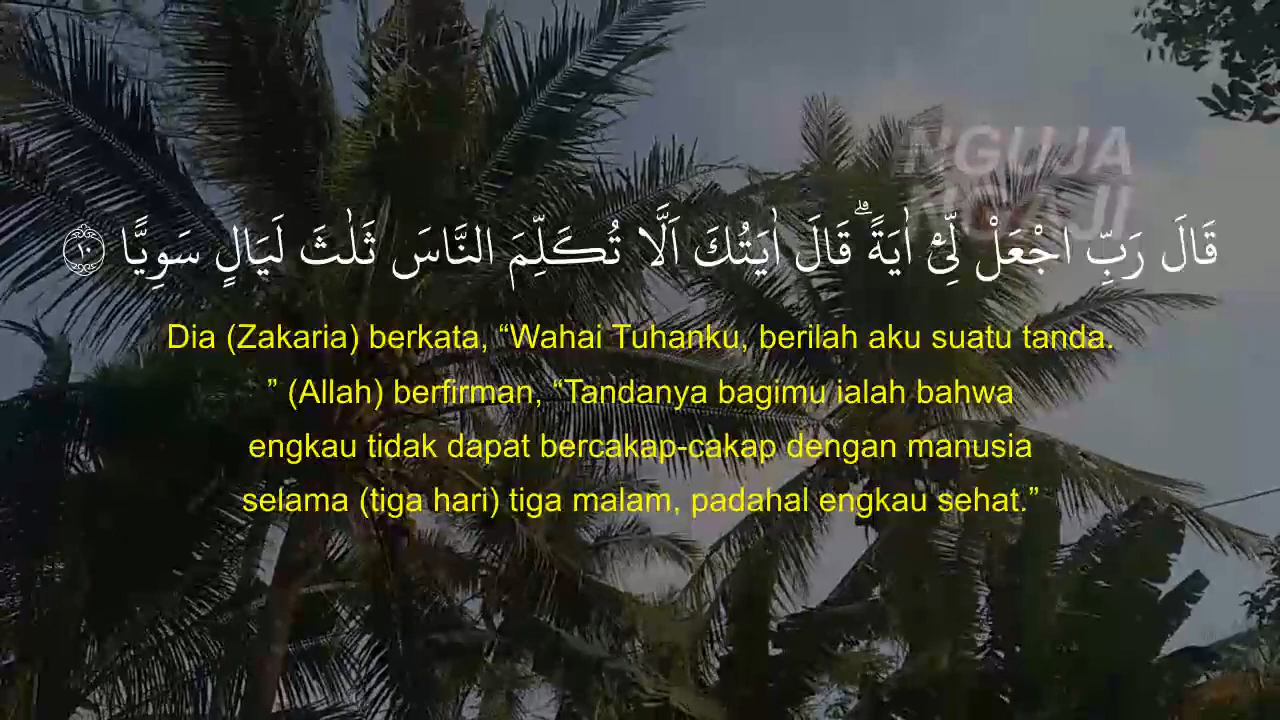 NGUJA
قَالَ رَبِّ اجْعَلْ لِّيْٓ اٰيَةً ۗقَالَ اٰيَتُكَ اَلَّا تُكَلِّمَ النَّاسَ ثَلٰثَ لَيَالٍ سَوِيًّا ١٠
Dia (Zakaria) berkata, “Wahai Tuhanku, berilah aku suatu tanda.
” (Allah) berfirman, “Tandanya bagimu ialah bahwa
engkau tidak dapat bercakap-cakap dengan manusia
selama (tiga hari) tiga malam, padahal engkau sehat.”